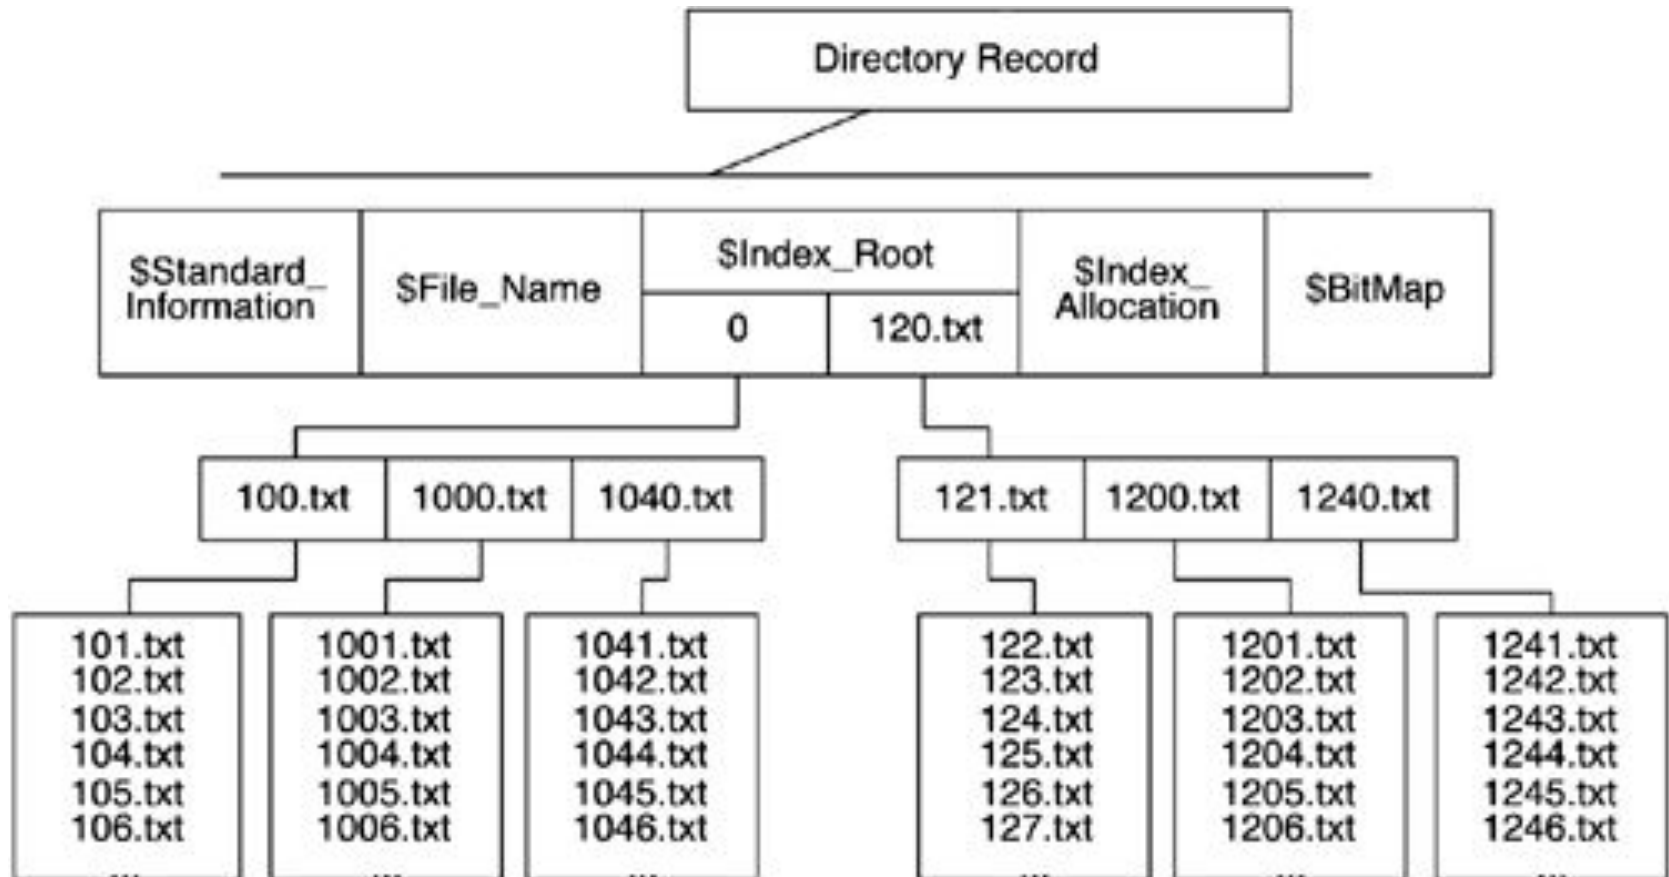 Directory Record
$Standard_
Information
$File_Name
$Index_Root
0
120.txt
$Index_
Allocation
$BitMap
100.txt
1000.txt
1040.txt
121.txt
1200.txt
1240.txt
101.txt
102.txt
103.txt
104.txt
105.txt
106.txt
...
1001.txt
1002.txt
1003.txt
1004.txt
1005.txt
1006.txt
...
1041.txt
1042.txt
1043.txt
1044.txt
1045.txt
1046.txt
...
122.txt
123.txt
124.txt
125.txt
126.txt
127.txt
...
1201.txt
1202.txt
1203.txt
1204.txt
1205.txt
1206.txt
...
1241.txt
1242.txt
1243.txt
1244.txt
1245.txt
1246.txt
...